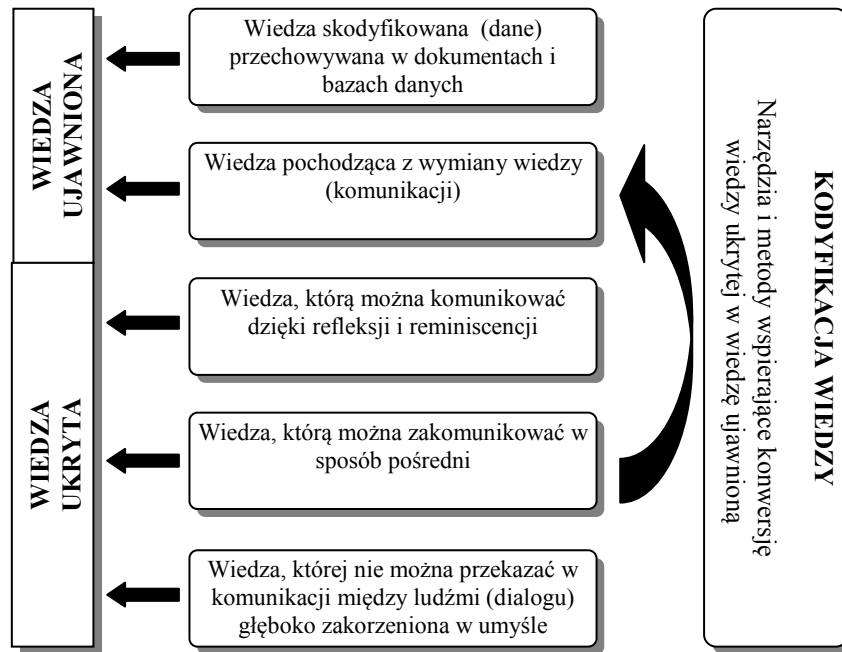 WIEDZA
UJAWNIONA
WIEDZA
UKRYTA
Wiedza skodyfikowana (dane)
przechowywana w dokumentach i
bazach danych
Wiedza pochodząca z wymiany wiedzy
(komunikacji)
Wiedza, którą można komunikować
dzięki refleksji i reminiscencji
Wiedza, którą można zakomunikować w
sposób pośredni
Wiedza, której nie można przekazać w
komunikacji między ludźmi (dialogu)
głęboko zakorzeniona w umyśle
KODYFIKACJA WIEDZY
Narzędzia i metody wspierające konwersję
wiedzy ukrytej w wiedzę ujawnioną